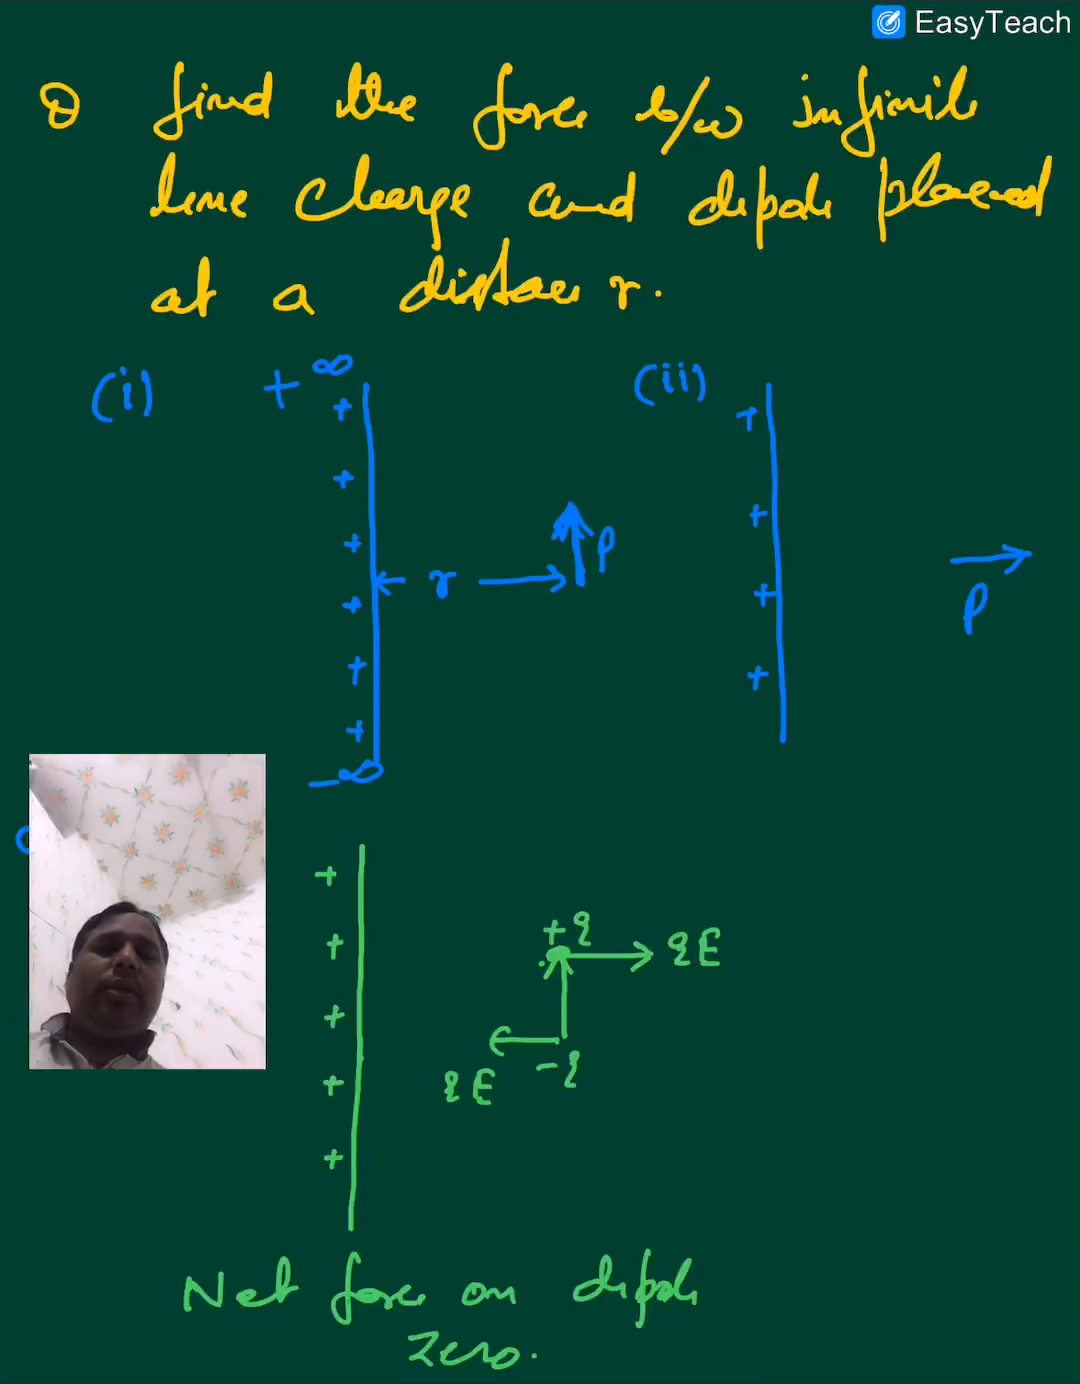 EasyTeach
Q find the force b/w infinite
line charge and dipole placed
at a distace r.
(i) + ∞ (ii)
+ +
+ +
+ r P
+ + P
+ +
+
-∞
+ +q
+ qE
+ -q
+ qE
+
Net force on dipole
zero.